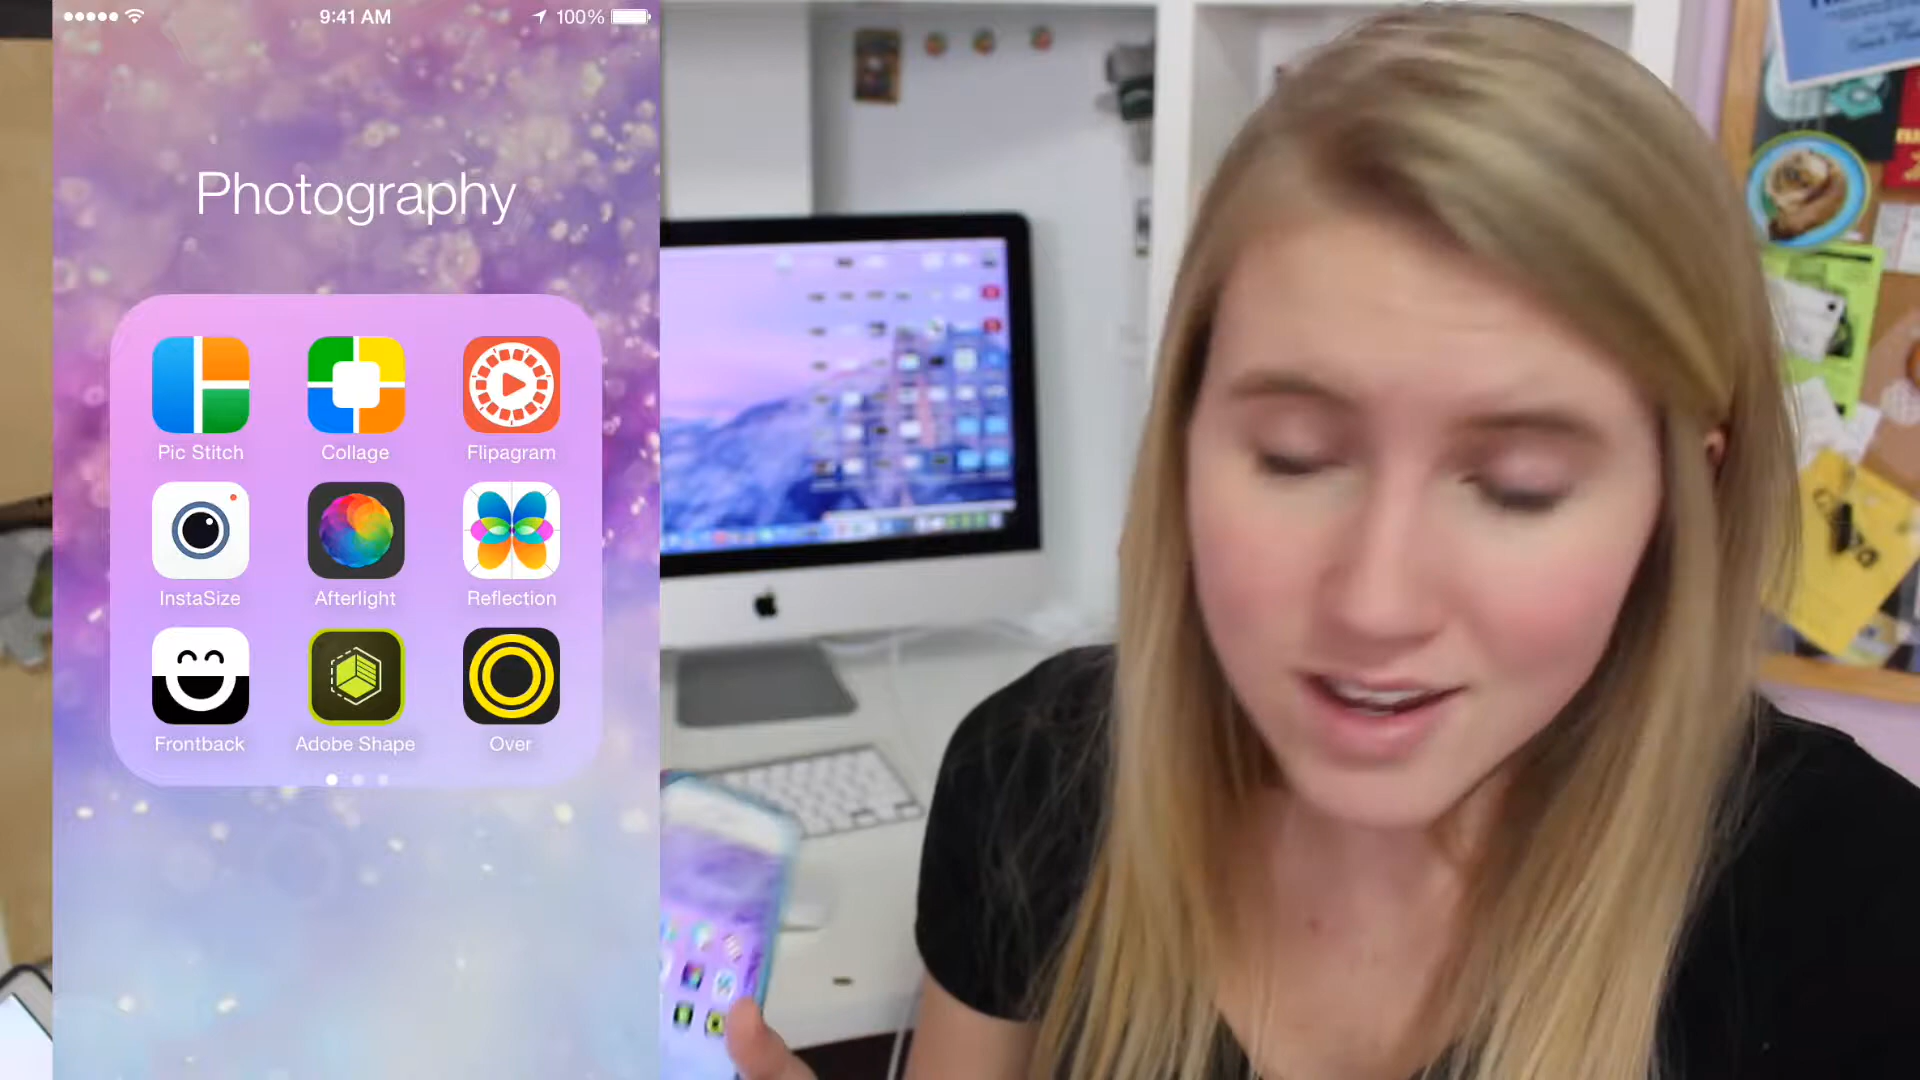 9:41 AM
100%
Photography
Pic Stitch
Collage
Flipagram
InstaSize
Afterlight
Reflection
Frontback
Adobe Shape
Over